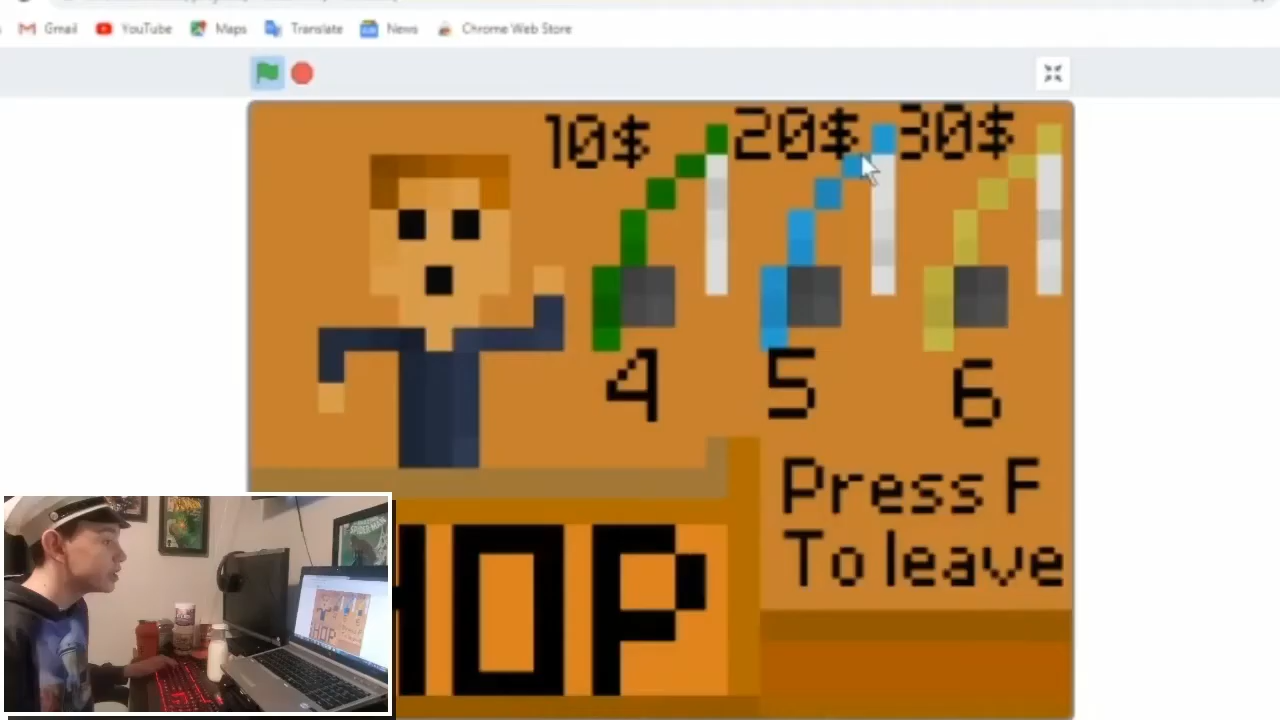 Gmail YouTube Maps Translate News Chrome Web Store
10$ 20$ 30$
4 5 6
Press F
To leave
HOP